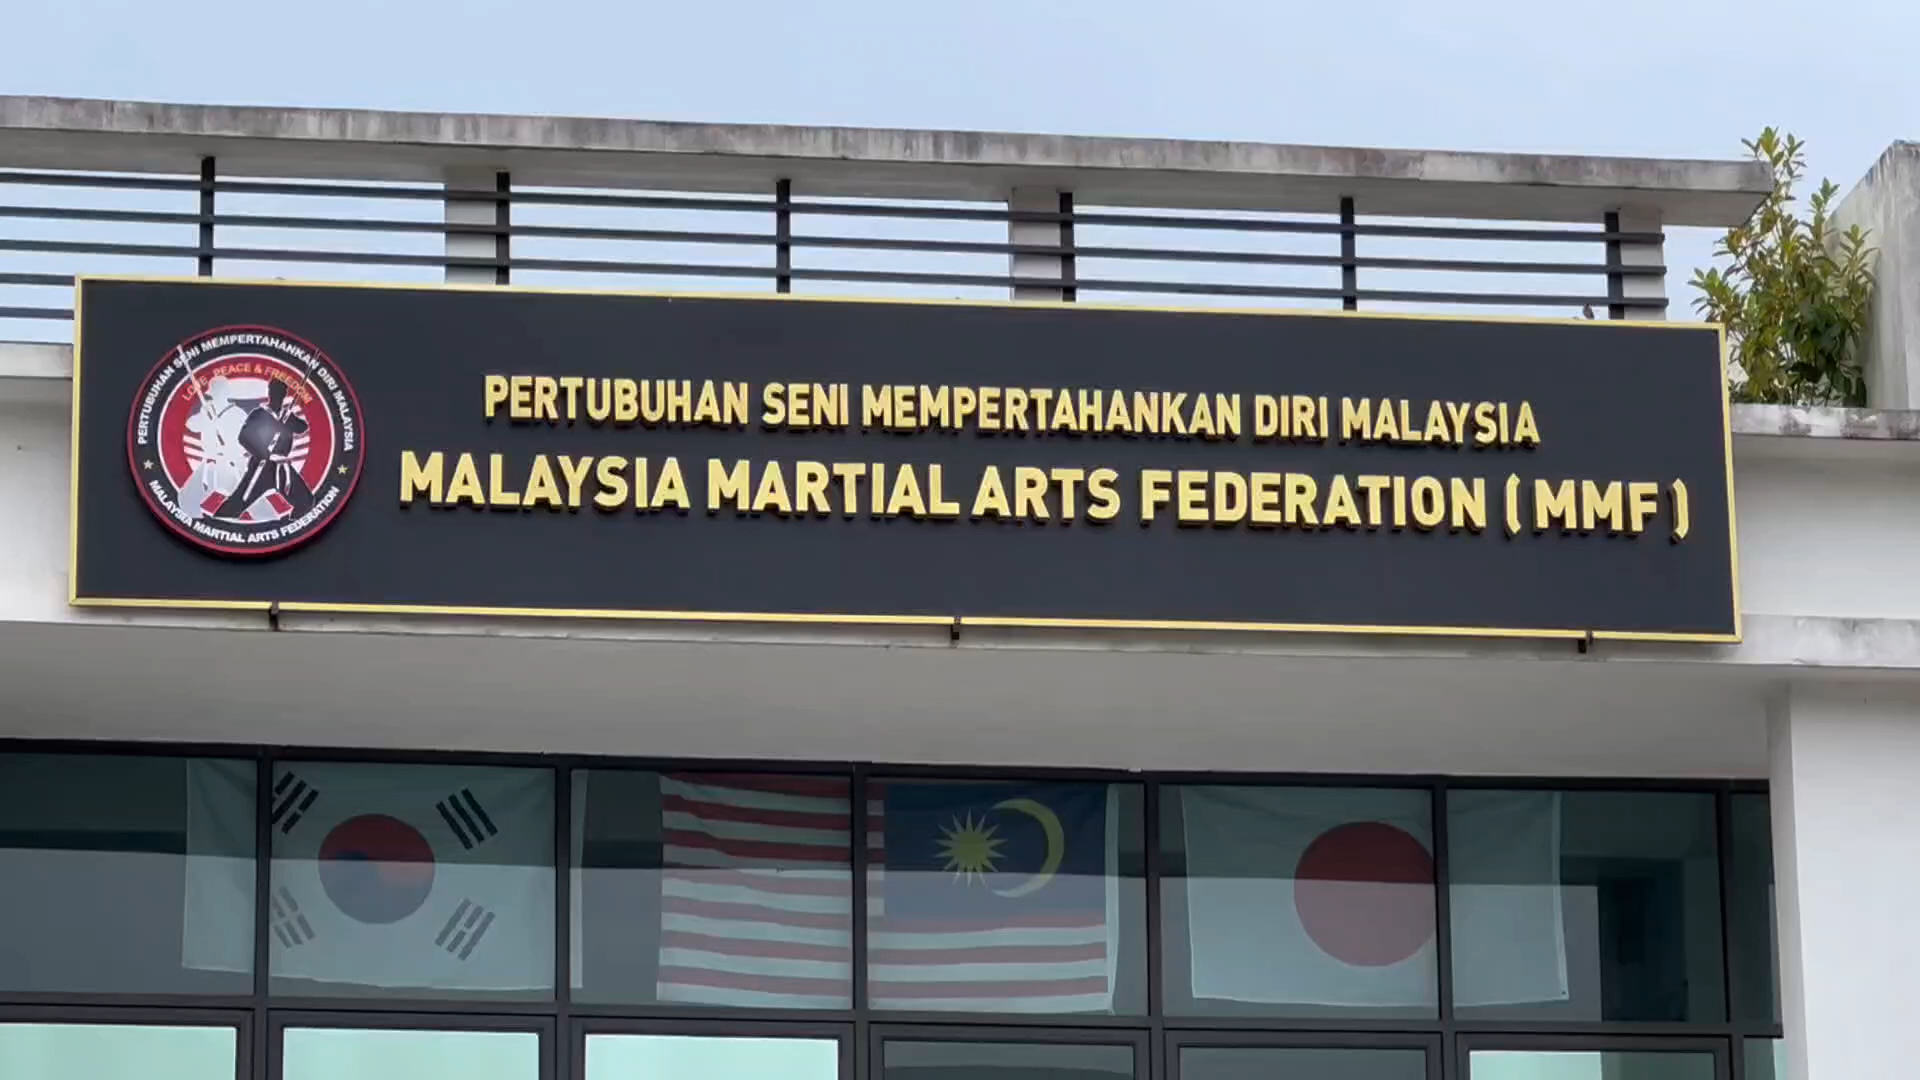 PERTUBUHAN SENI MEMPERTAHANKAN DIRI MALAYSIA
LOVE, PEACE & FREEDOM
MALAYSIA MARTIAL ARTS FEDERATION
PERTUBUHAN SENI MEMPERTAHANKAN DIRI MALAYSIA
MALAYSIA MARTIAL ARTS FEDERATION (MMF)